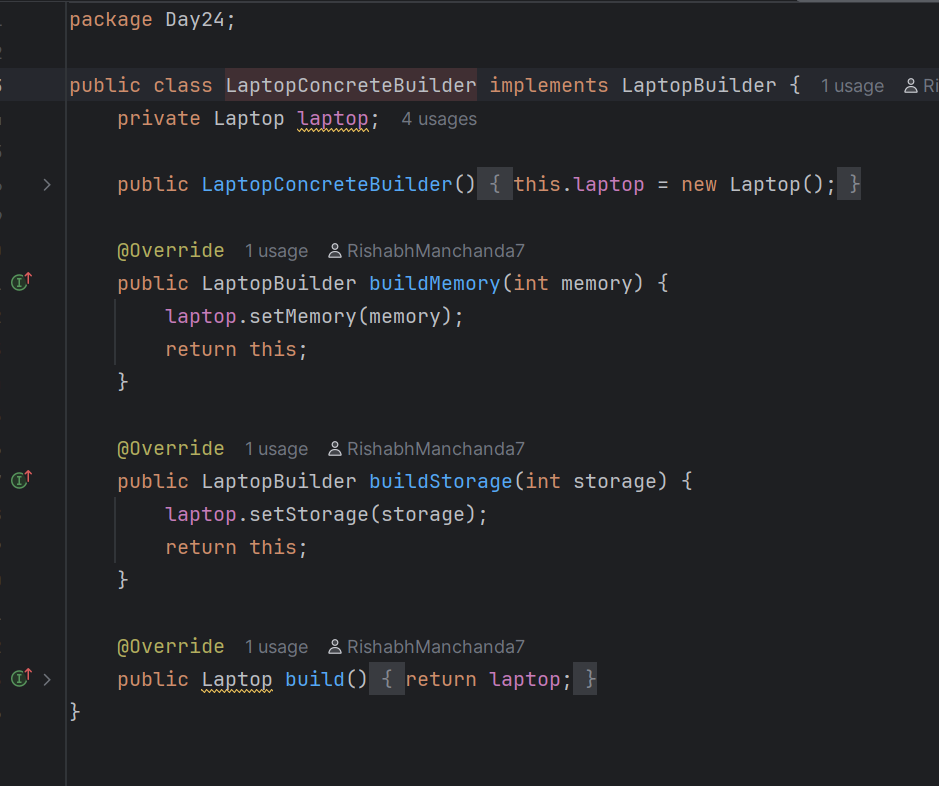 package Day24;
public class LaptopConcreteBuilder implements LaptopBuilder { 1 usage Ri
private Laptop laptop; 4 usages
public LaptopConcreteBuilder() { this.laptop = new Laptop(); }
@Override 1 usage RishabhManchanda7
public LaptopBuilder buildMemory(int memory) {
laptop.setMemory(memory);
return this;
}
@Override 1 usage RishabhManchanda7
public LaptopBuilder buildStorage(int storage) {
laptop.setStorage(storage);
return this;
}
@Override 1 usage RishabhManchanda7
public Laptop build() { return laptop; }
}